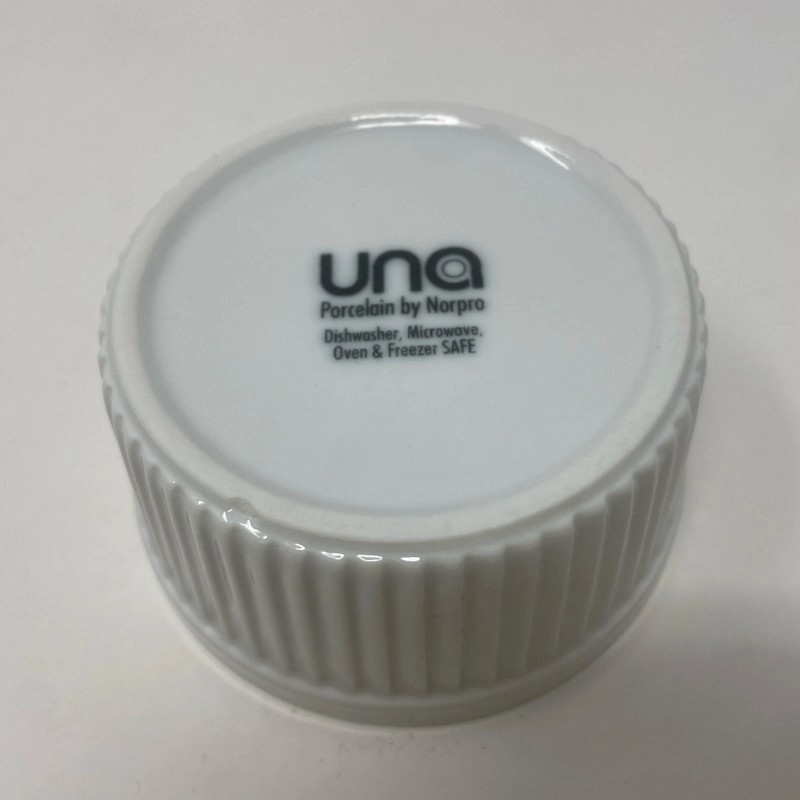 una
Porcelain by Norpro
Dishwasher, Microwave,
Oven & Freezer SAFE